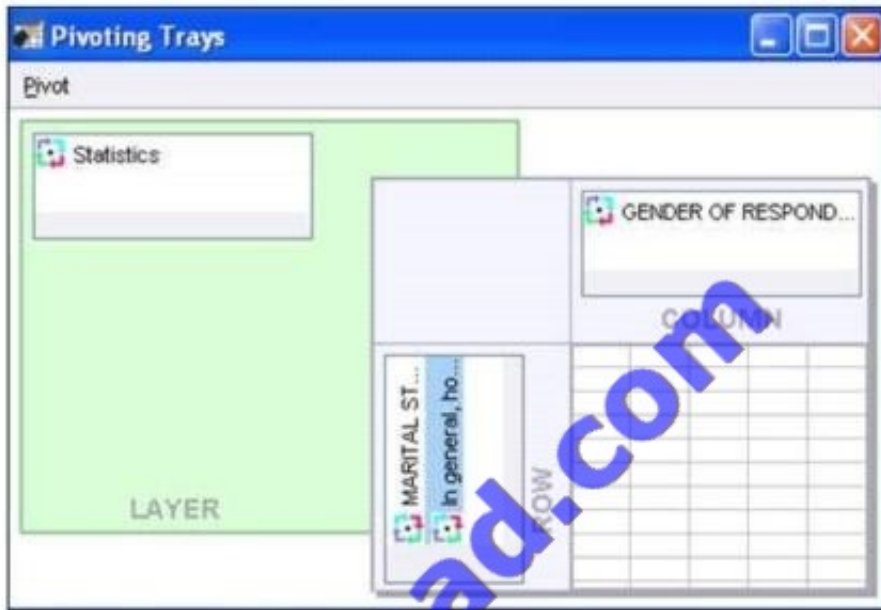 Pivoting Trays
Pivot
Statistics
GENDER OF RESPOND...
COLUMN
MARITAL ST...
In general, ho...
ROW
LAYER
ad.com